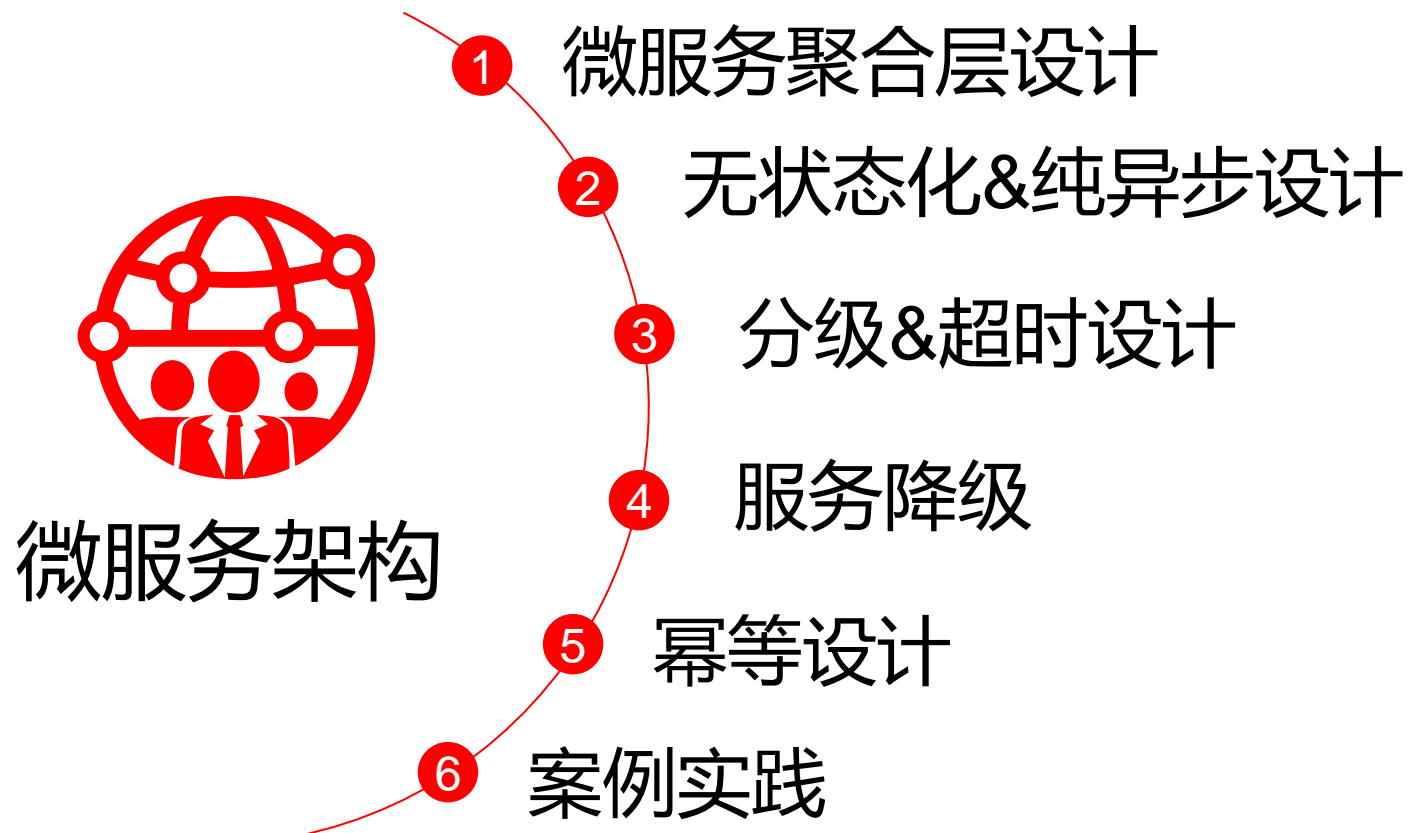 1 微服务聚合层设计
2 无状态化&纯异步设计
3 分级&超时设计
4 服务降级
微服务架构
5 幂等设计
6 案例实践